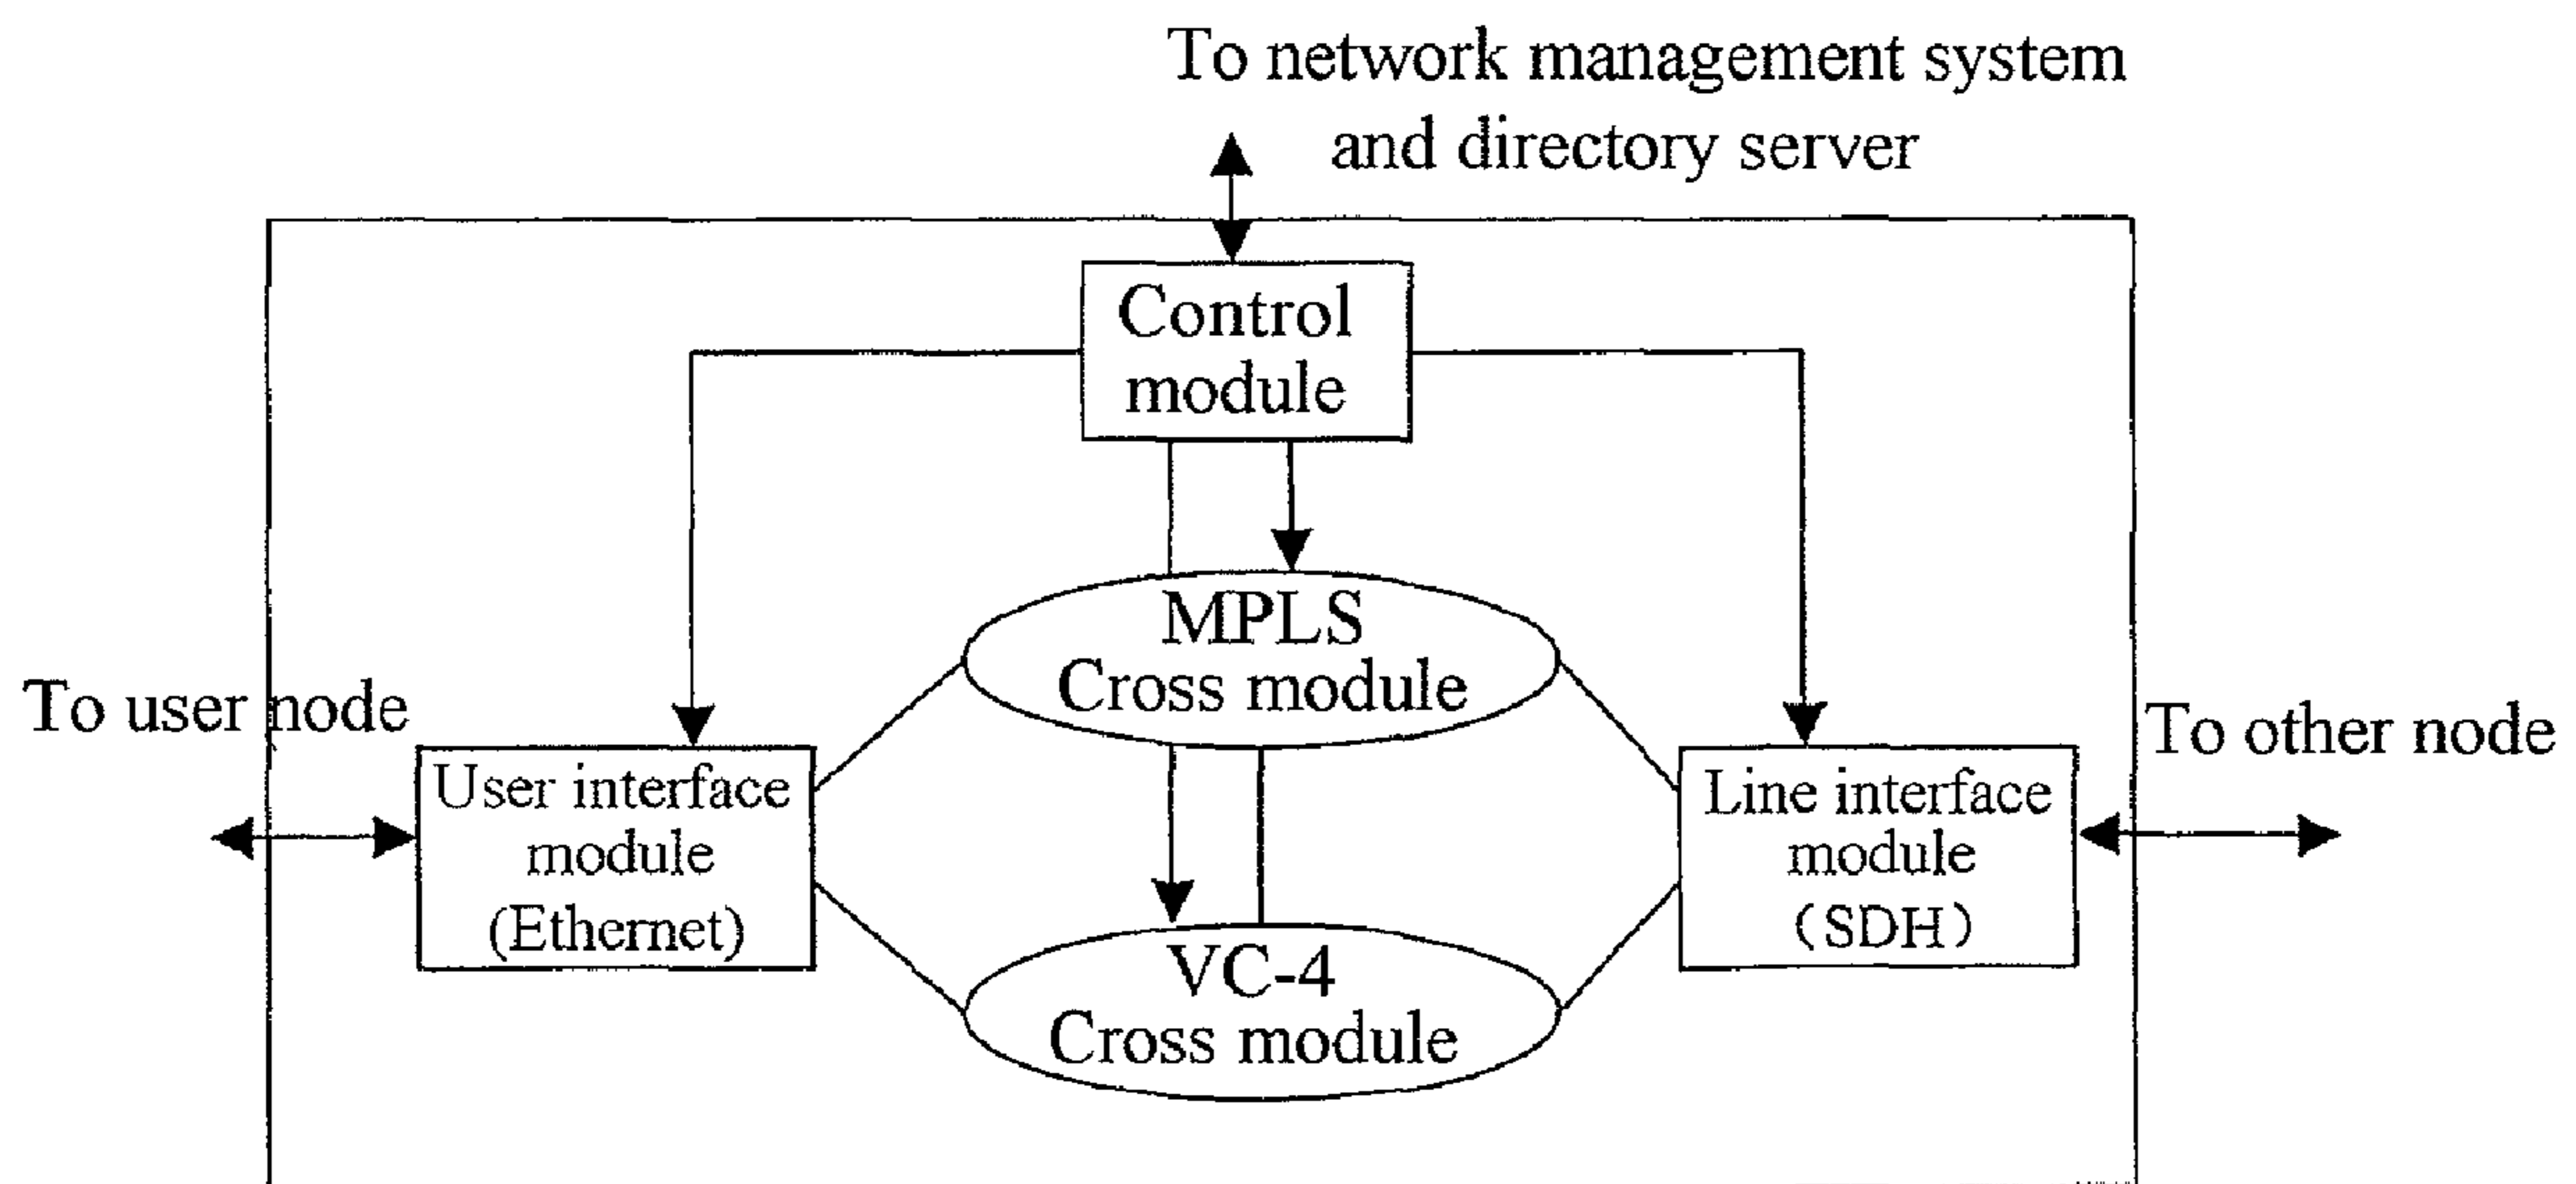 To network management system
and directory server
Control
module
MPLS
Cross module
To user node
To other node
User interface
module
(Ethernet)
Line interface
module
（SDH）
VC-4
Cross module